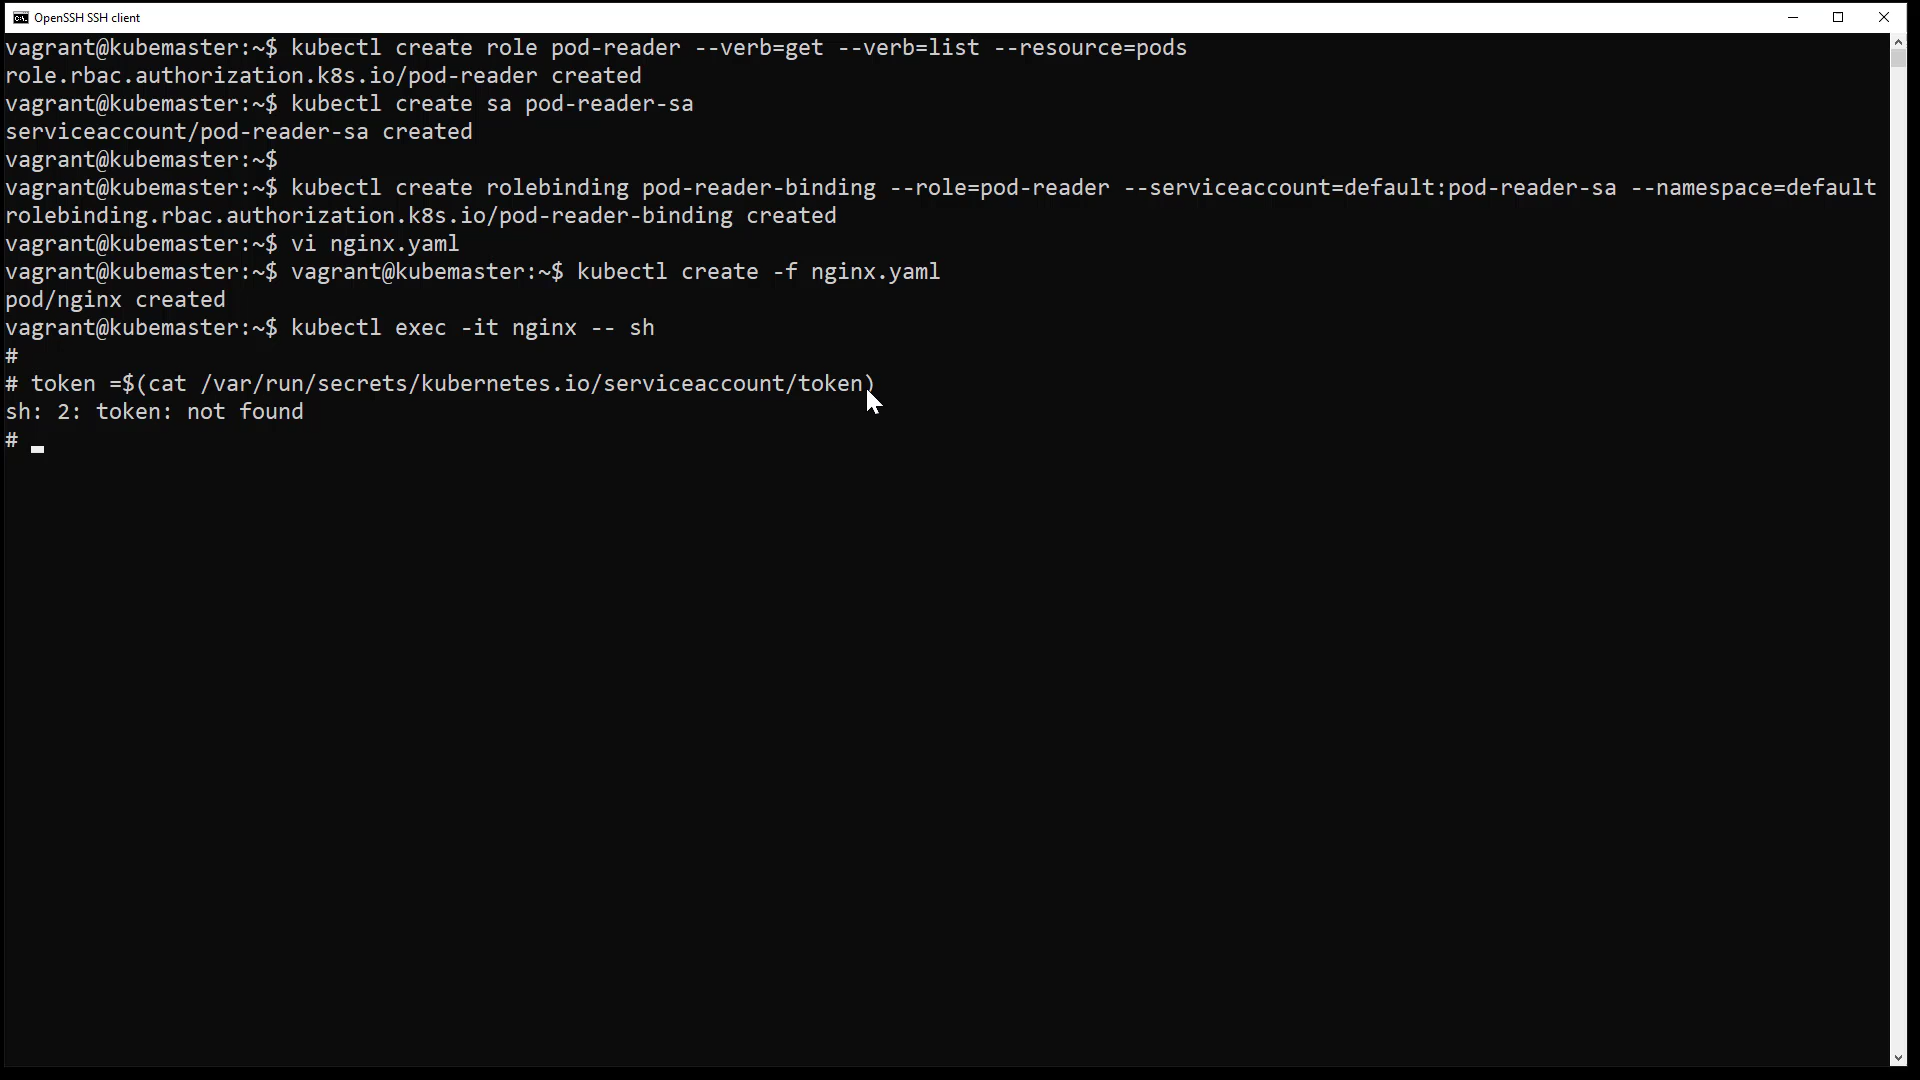 OpenSSH SSH client
vagrant@kubemaster:~$ kubectl create role pod-reader --verb=get --verb=list --resource=pods
role.rbac.authorization.k8s.io/pod-reader created
vagrant@kubemaster:~$ kubectl create sa pod-reader-sa
serviceaccount/pod-reader-sa created
vagrant@kubemaster:~$
vagrant@kubemaster:~$ kubectl create rolebinding pod-reader-binding --role=pod-reader --serviceaccount=default:pod-reader-sa --namespace=default
rolebinding.rbac.authorization.k8s.io/pod-reader-binding created
vagrant@kubemaster:~$ vi nginx.yaml
vagrant@kubemaster:~$ vagrant@kubemaster:~$ kubectl create -f nginx.yaml
pod/nginx created
vagrant@kubemaster:~$ kubectl exec -it nginx -- sh
#
# token =$(cat /var/run/secrets/kubernetes.io/serviceaccount/token)
sh: 2: token: not found
#